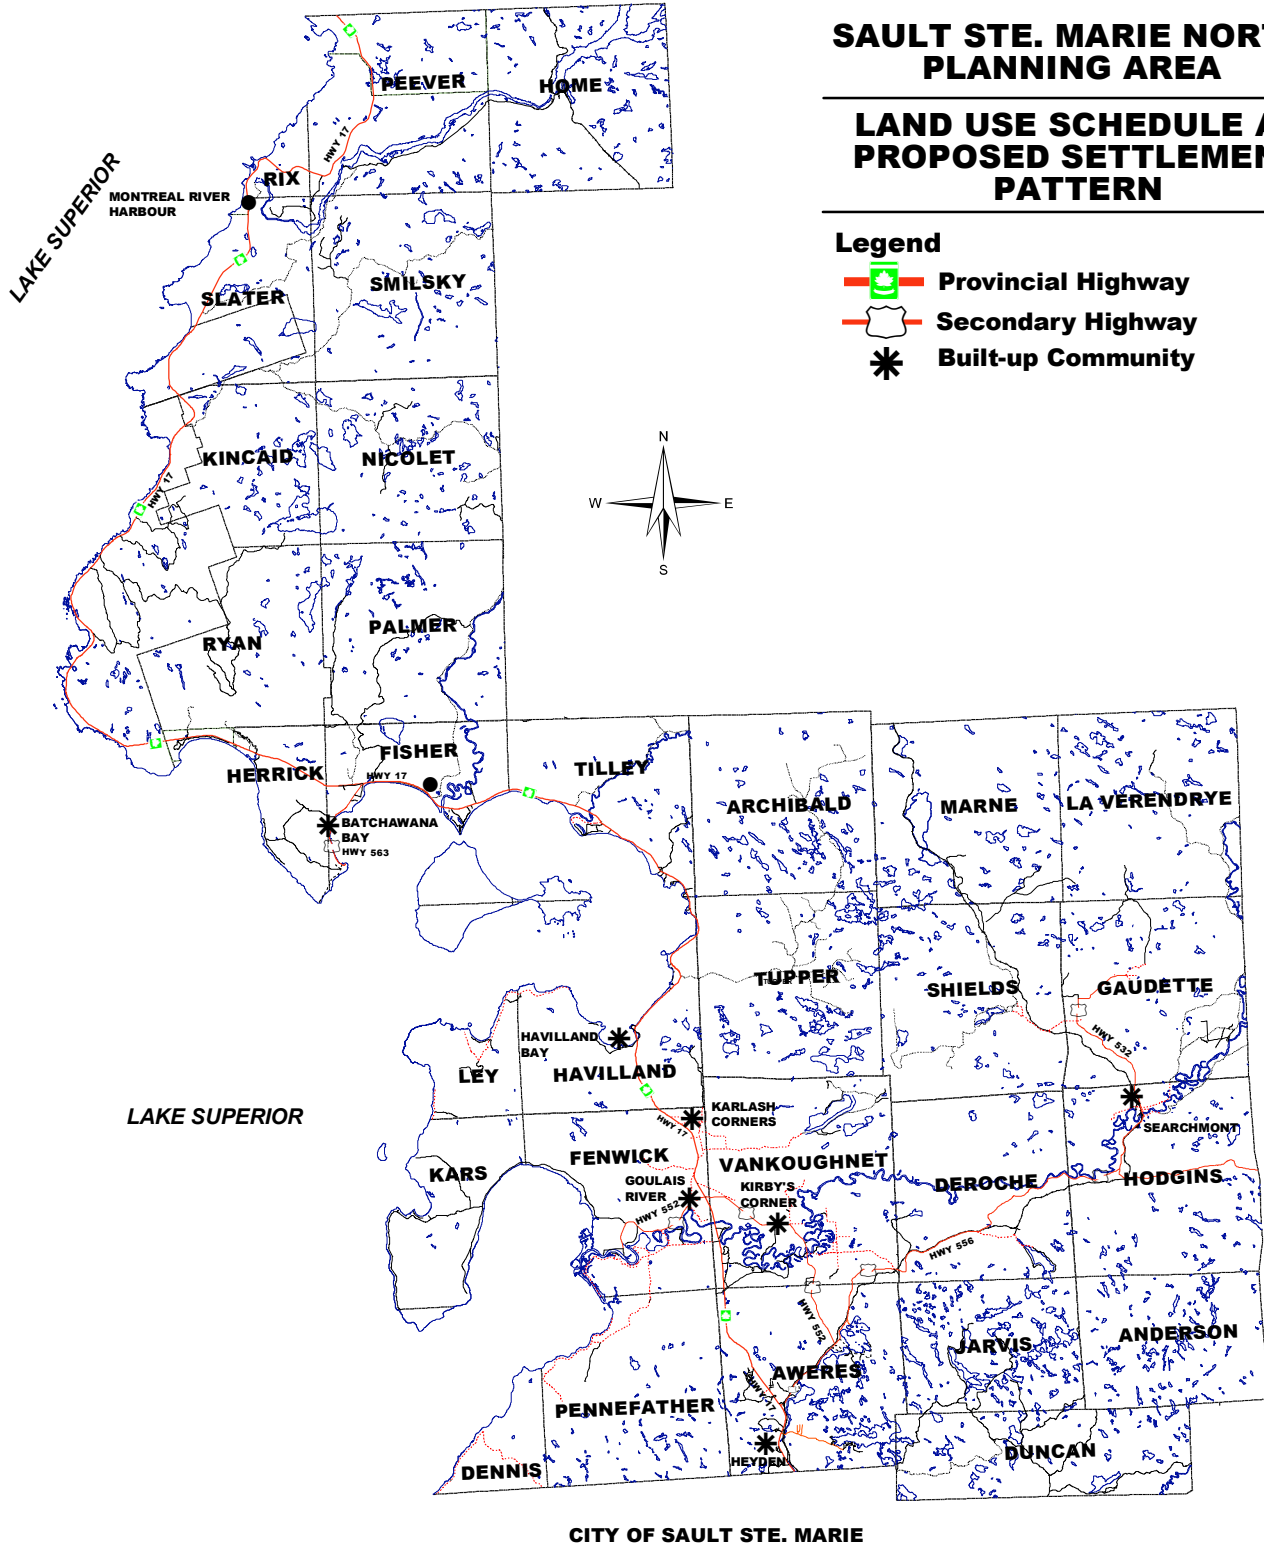 SAULT STE. MARIE NORT
PLANNING AREA
LAND USE SCHEDULE A
PROPOSED SETTLEMEN
PATTERN
Legend
Provincial Highway
Secondary Highway
Built-up Community
PEEVER
HOME
HWY 17
RIX
LAKE SUPERIOR
MONTREAL RIVER
HARBOUR
SLATER
SMILSKY
KINCAID
NICOLET
HWY 17
N
W
E
S
RYAN
PALMER
HERRICK
FISHER
HWY 17
TILLEY
ARCHIBALD
MARNE
LA VERENDRYE
BATCHAWANA
BAY
HWY 563
TUPPER
SHIELDS
GAUDETTE
HWY 532
HAVILLAND
BAY
LEY
HAVILLAND
LAKE SUPERIOR
KARLASH
CORNERS
HWY 17
SEARCHMONT
FENWICK
VANKOUGHNET
KARS
GOULAIS
RIVER
KIRBY'S
CORNER
DEROCHE
HODGINS
HWY 552
HWY 556
HWY 552
JARVIS
ANDERSON
AWERES
HWY 17
PENNEFATHER
DENNIS
HEYDEN
DUNCAN
CITY OF SAULT STE. MARIE